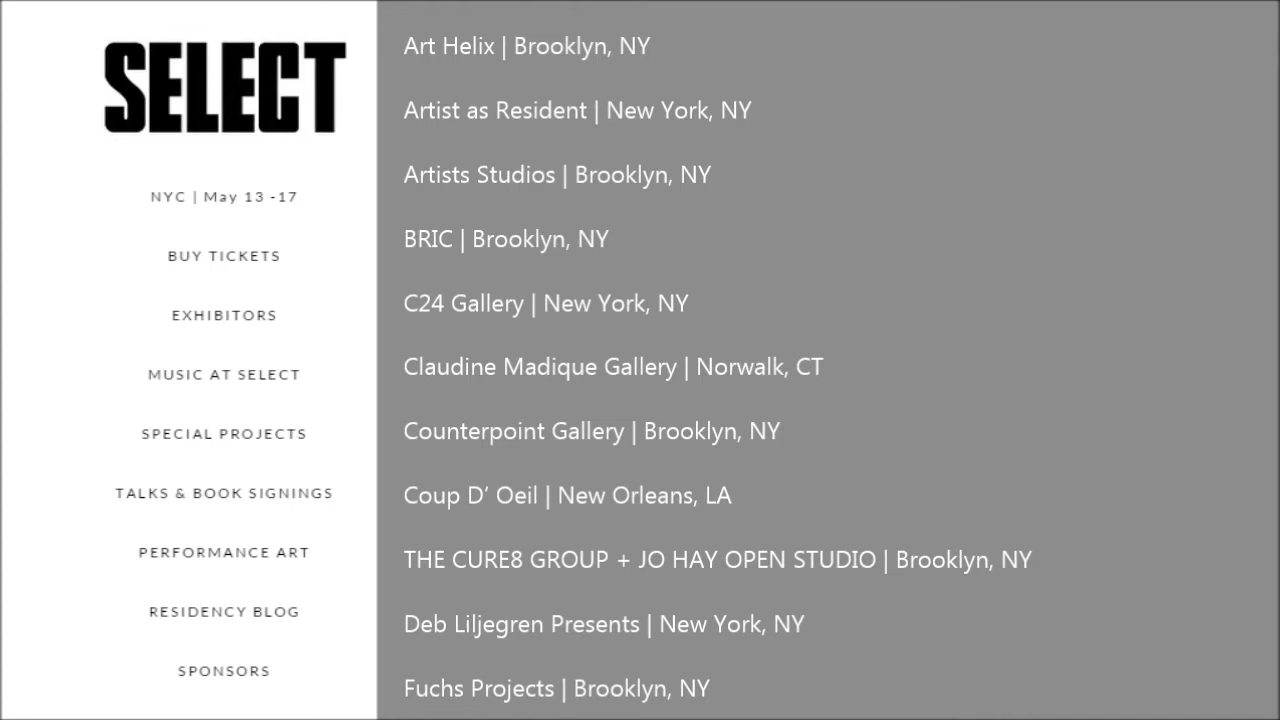 SELECT
NYC | May 13 -17
BUY TICKETS
EXHIBITORS
MUSIC AT SELECT
SPECIAL PROJECTS
TALKS & BOOK SIGNINGS
PERFORMANCE ART
RESIDENCY BLOG
SPONSORS
Art Helix | Brooklyn, NY
Artist as Resident | New York, NY
Artists Studios | Brooklyn, NY
BRIC | Brooklyn, NY
C24 Gallery | New York, NY
Claudine Madique Gallery | Norwalk, CT
Counterpoint Gallery | Brooklyn, NY
Coup D’ Oeil | New Orleans, LA
THE CURE8 GROUP + JO HAY OPEN STUDIO | Brooklyn, NY
Deb Liljegren Presents | New York, NY
Fuchs Projects | Brooklyn, NY